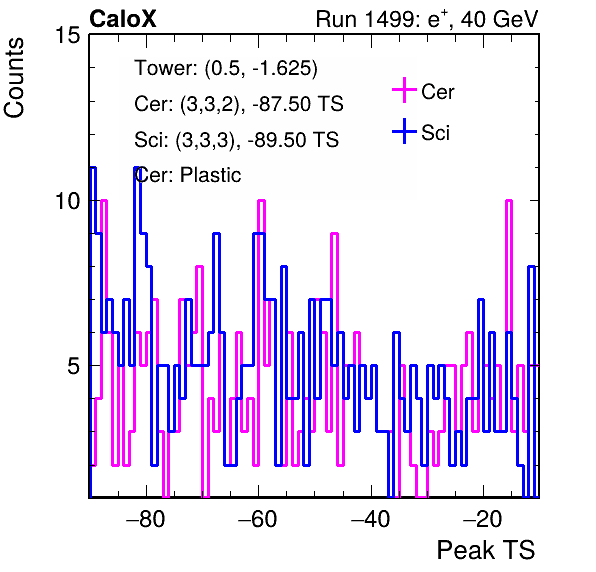 CaloX Run 1499: e⁺, 40 GeV
Counts
15
10
5
Tower: (0.5, -1.625)
Cer: (3,3,2), -87.50 TS
Sci: (3,3,3), -89.50 TS
Cer: Plastic
Cer
Sci
−80 −60 −40 −20
Peak TS